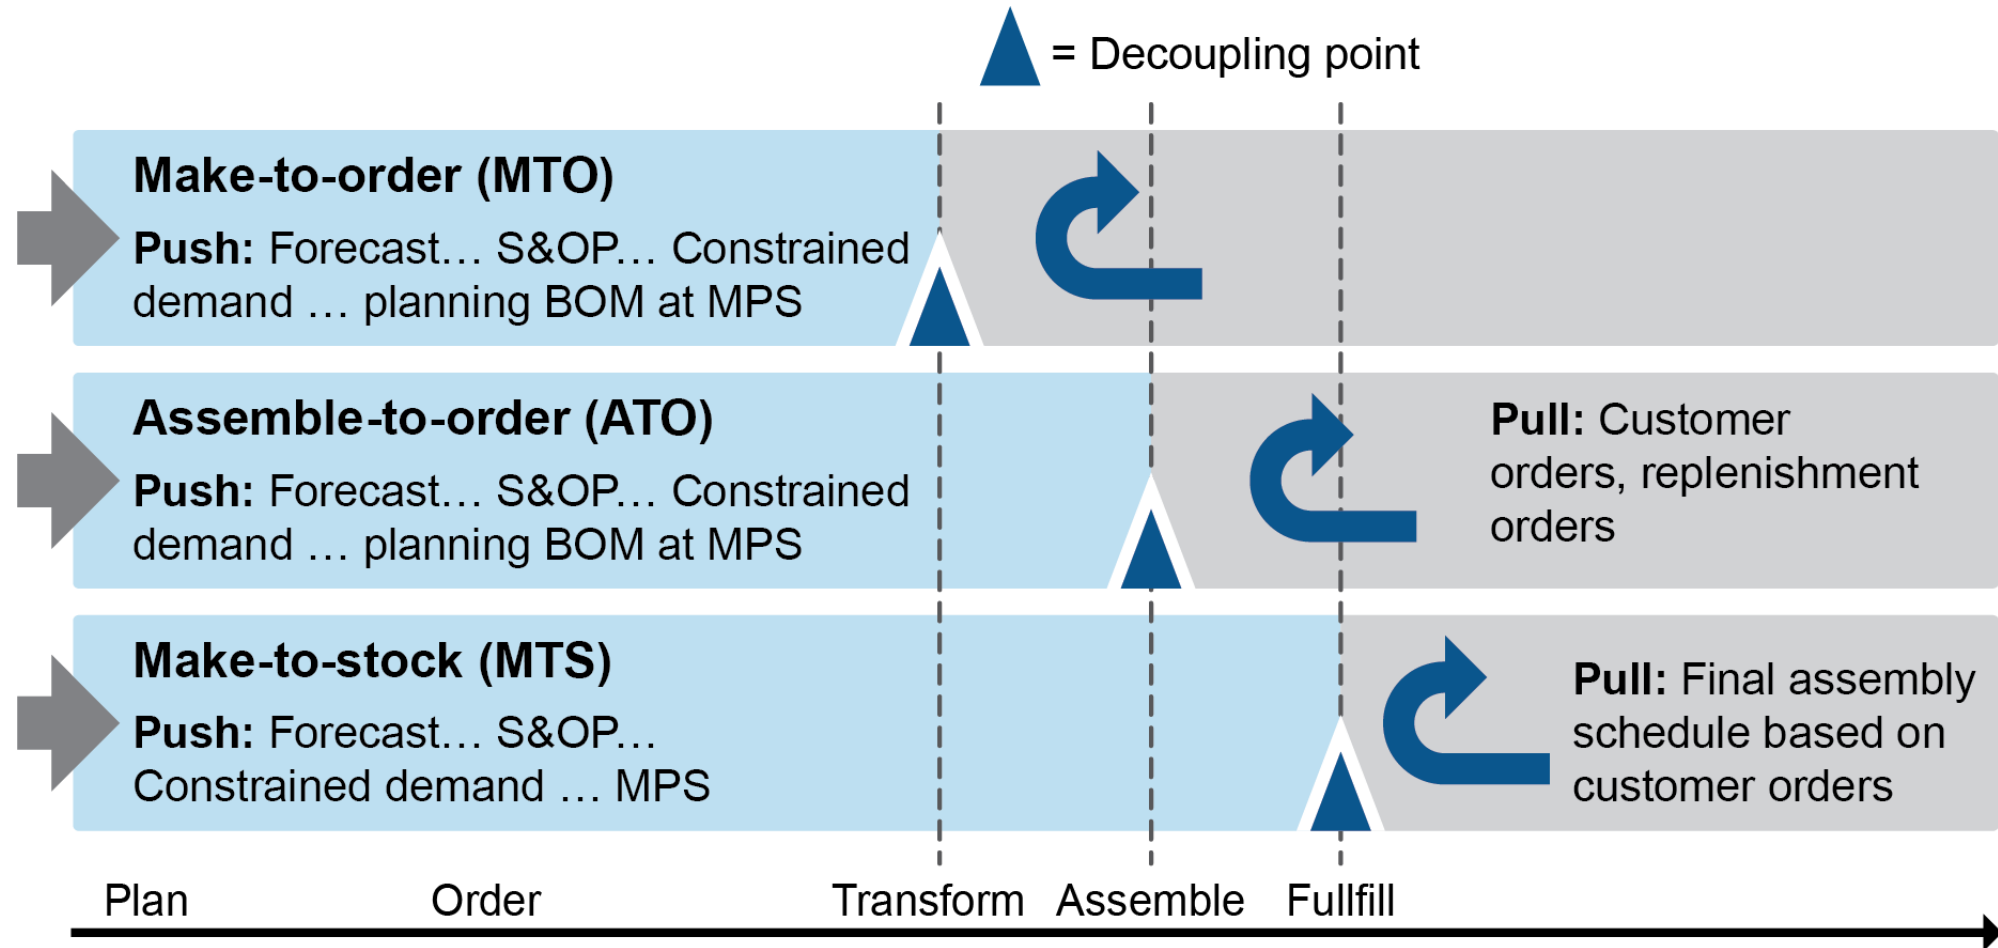 = Decoupling point
Make-to-order (MTO)
Push: Forecast… S&OP… Constrained
demand … planning BOM at MPS
Assemble-to-order (ATO)
Push: Forecast… S&OP… Constrained
demand … planning BOM at MPS
Pull: Customer
orders, replenishment
orders
Make-to-stock (MTS)
Push: Forecast… S&OP…
Constrained demand … MPS
Pull: Final assembly
schedule based on
customer orders
Plan Order Transform Assemble Fullfill